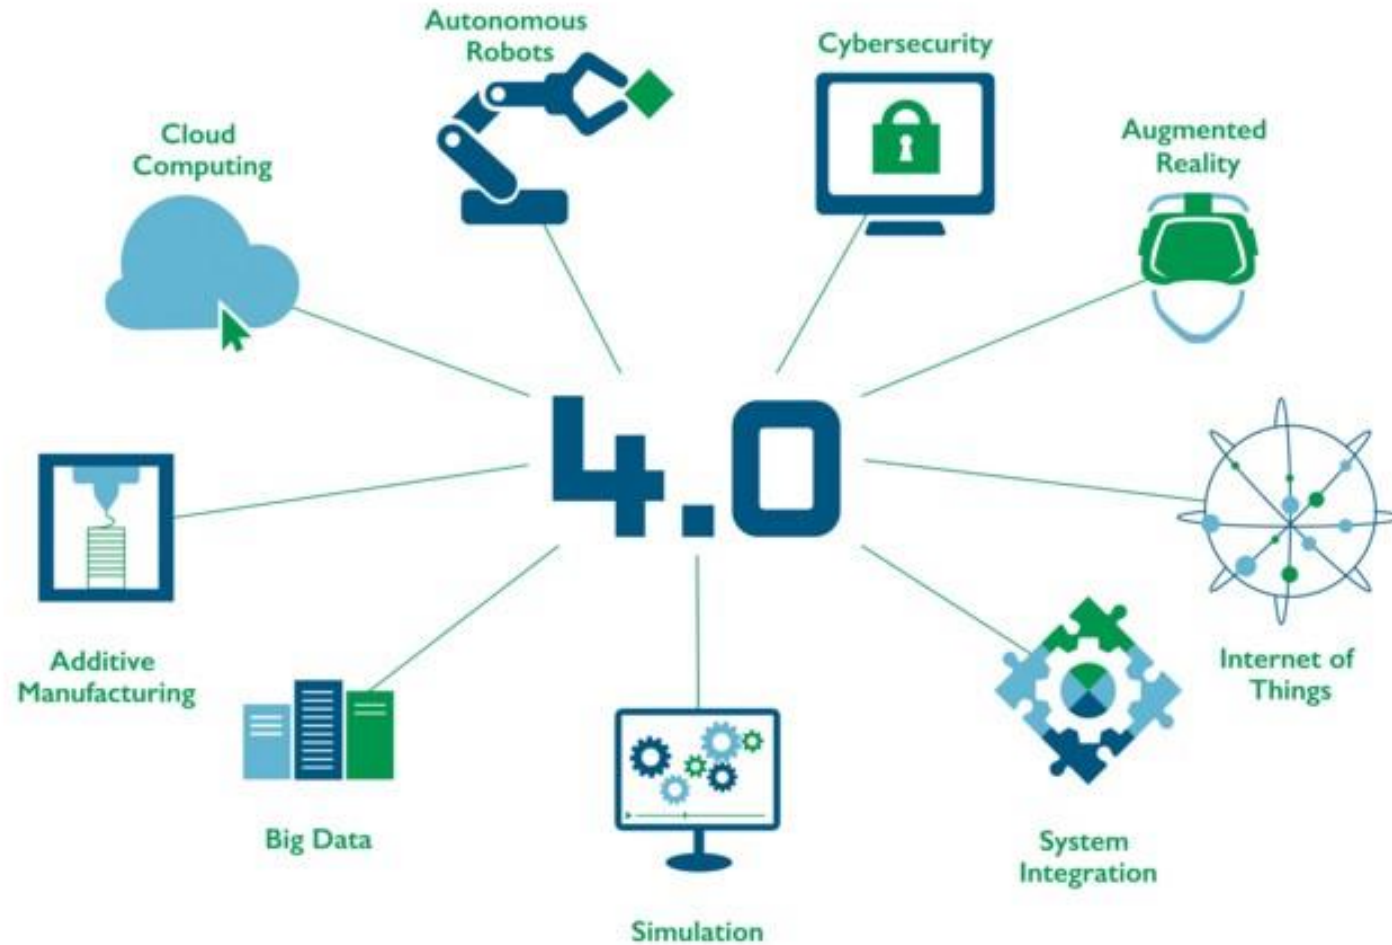 Autonomous
Robots
Cybersecurity
Cloud
Computing
Augmented
Reality
4.0
Additive
Manufacturing
Internet of
Things
Big Data
System
Integration
Simulation